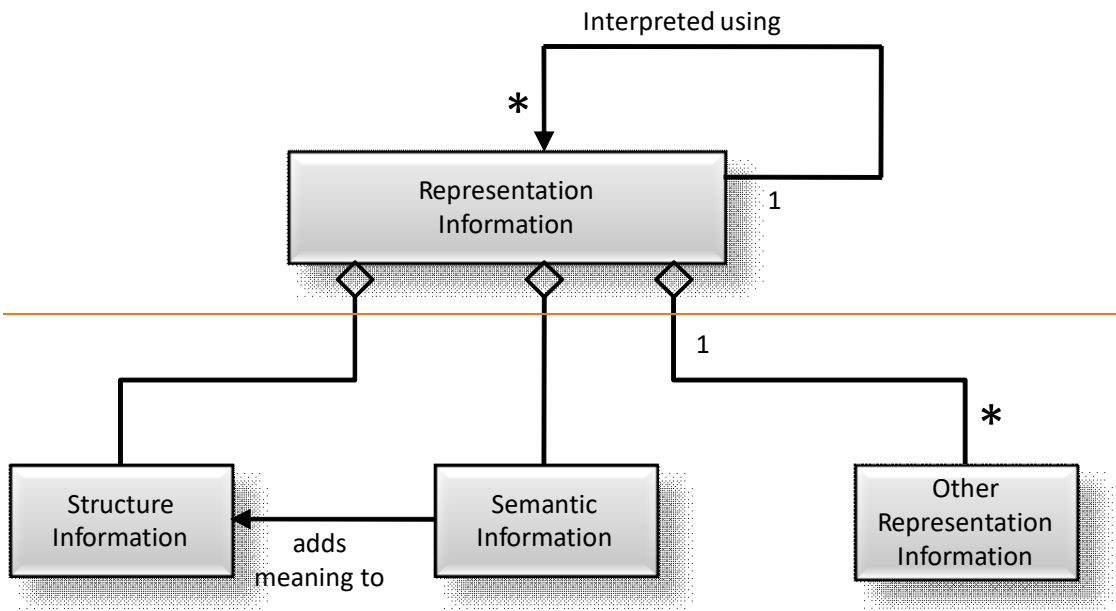 Interpreted using
*
Representation
Information
1
1
*
Structure
Information
Semantic
Information
Other
Representation
Information
adds
meaning to